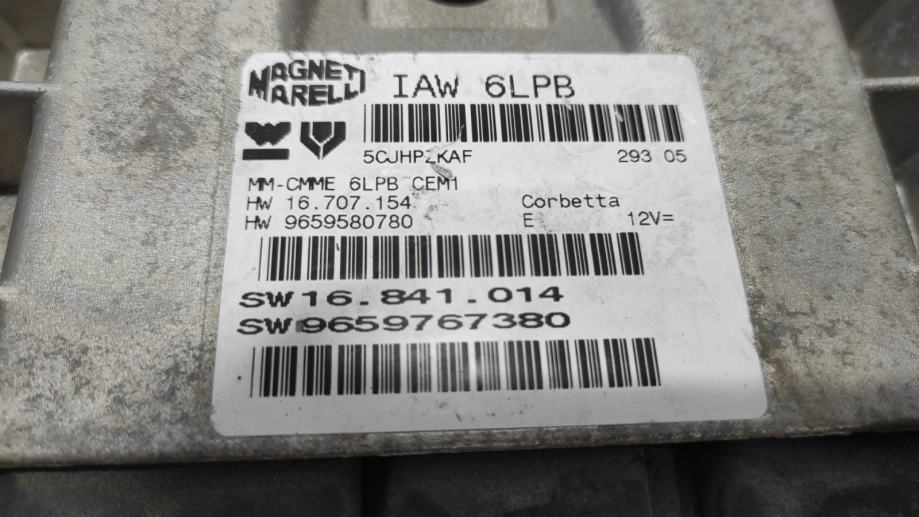 MAGNETI
MARELLI
IAW 6LPB
293 05
MM-CMME 6LPB CEM1
HW 16.707.154 Corbetta
HW 9659580780 E 12V=
SW 16.841.014
SW 9659767380